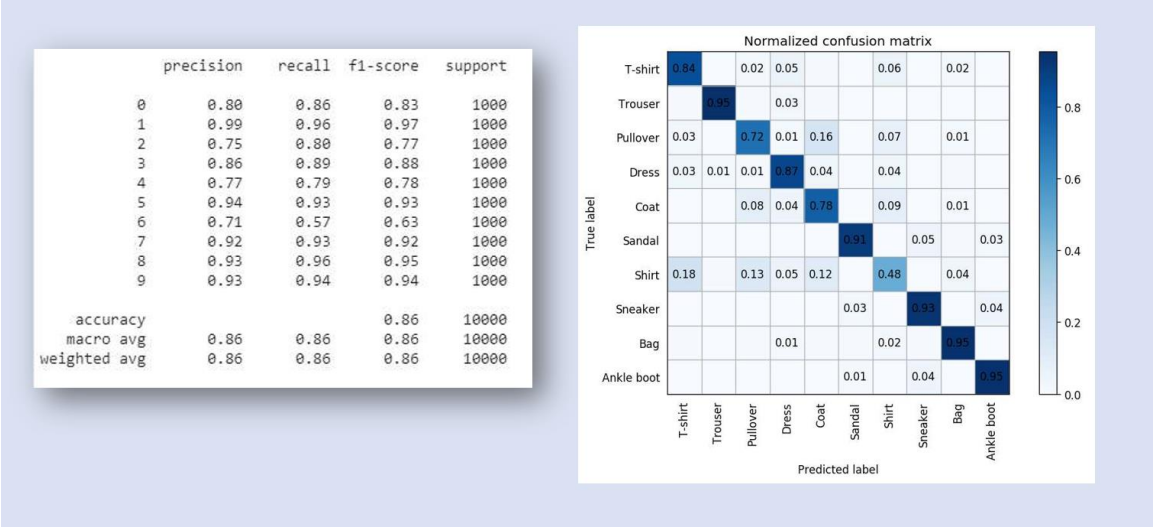 precision recall f1-score support
0 0.80 0.86 0.83 1000
1 0.99 0.96 0.97 1000
2 0.75 0.80 0.77 1000
3 0.86 0.89 0.88 1000
4 0.77 0.79 0.78 1000
5 0.94 0.93 0.93 1000
6 0.71 0.57 0.63 1000
7 0.92 0.93 0.92 1000
8 0.93 0.96 0.95 1000
9 0.93 0.94 0.94 1000
accuracy 0.86 10000
macro avg 0.86 0.86 0.86 10000
weighted avg 0.86 0.86 0.86 10000
Normalized confusion matrix
True label
T-shirt 0.84 0.02 0.05 0.06 0.02
Trouser 0.95 0.03
Pullover 0.03 0.72 0.01 0.16 0.07 0.01
Dress 0.03 0.01 0.01 0.87 0.04 0.04
Coat 0.08 0.04 0.78 0.09 0.01
Sandal 0.91 0.05 0.03
Shirt 0.18 0.13 0.05 0.12 0.48 0.04
Sneaker 0.03 0.93 0.04
Bag 0.01 0.02 0.95
Ankle boot 0.01 0.04 0.95
T-shirt Trouser Pullover Dress Coat Sandal Shirt Sneaker Bag Ankle boot
Predicted label
0.8
0.6
0.4
0.2
0.0